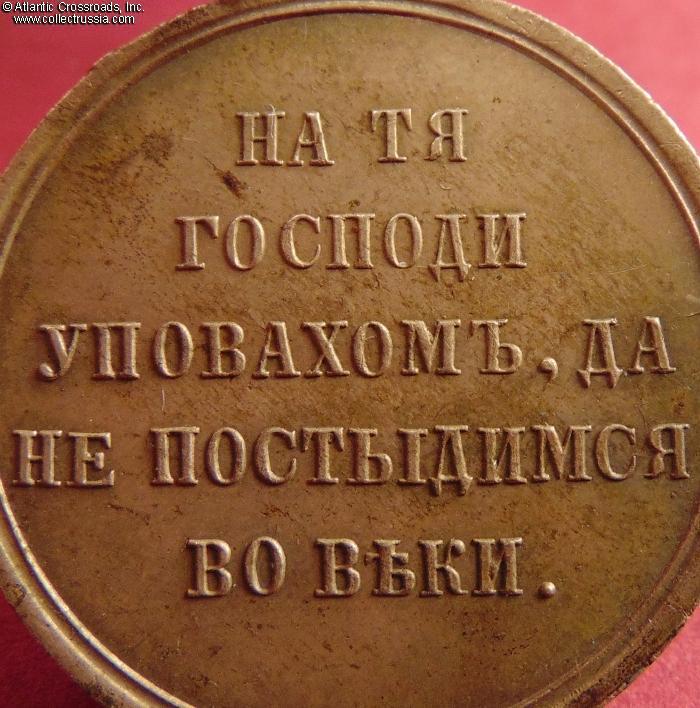 © Atlantic Crossroads, Inc.
www.collectrussia.com
НА ТЯ
ГОСПОДИ
УПОВАХОМЪ, ДА
НЕ ПОСТЫДИМСЯ
ВО ВѢКИ.